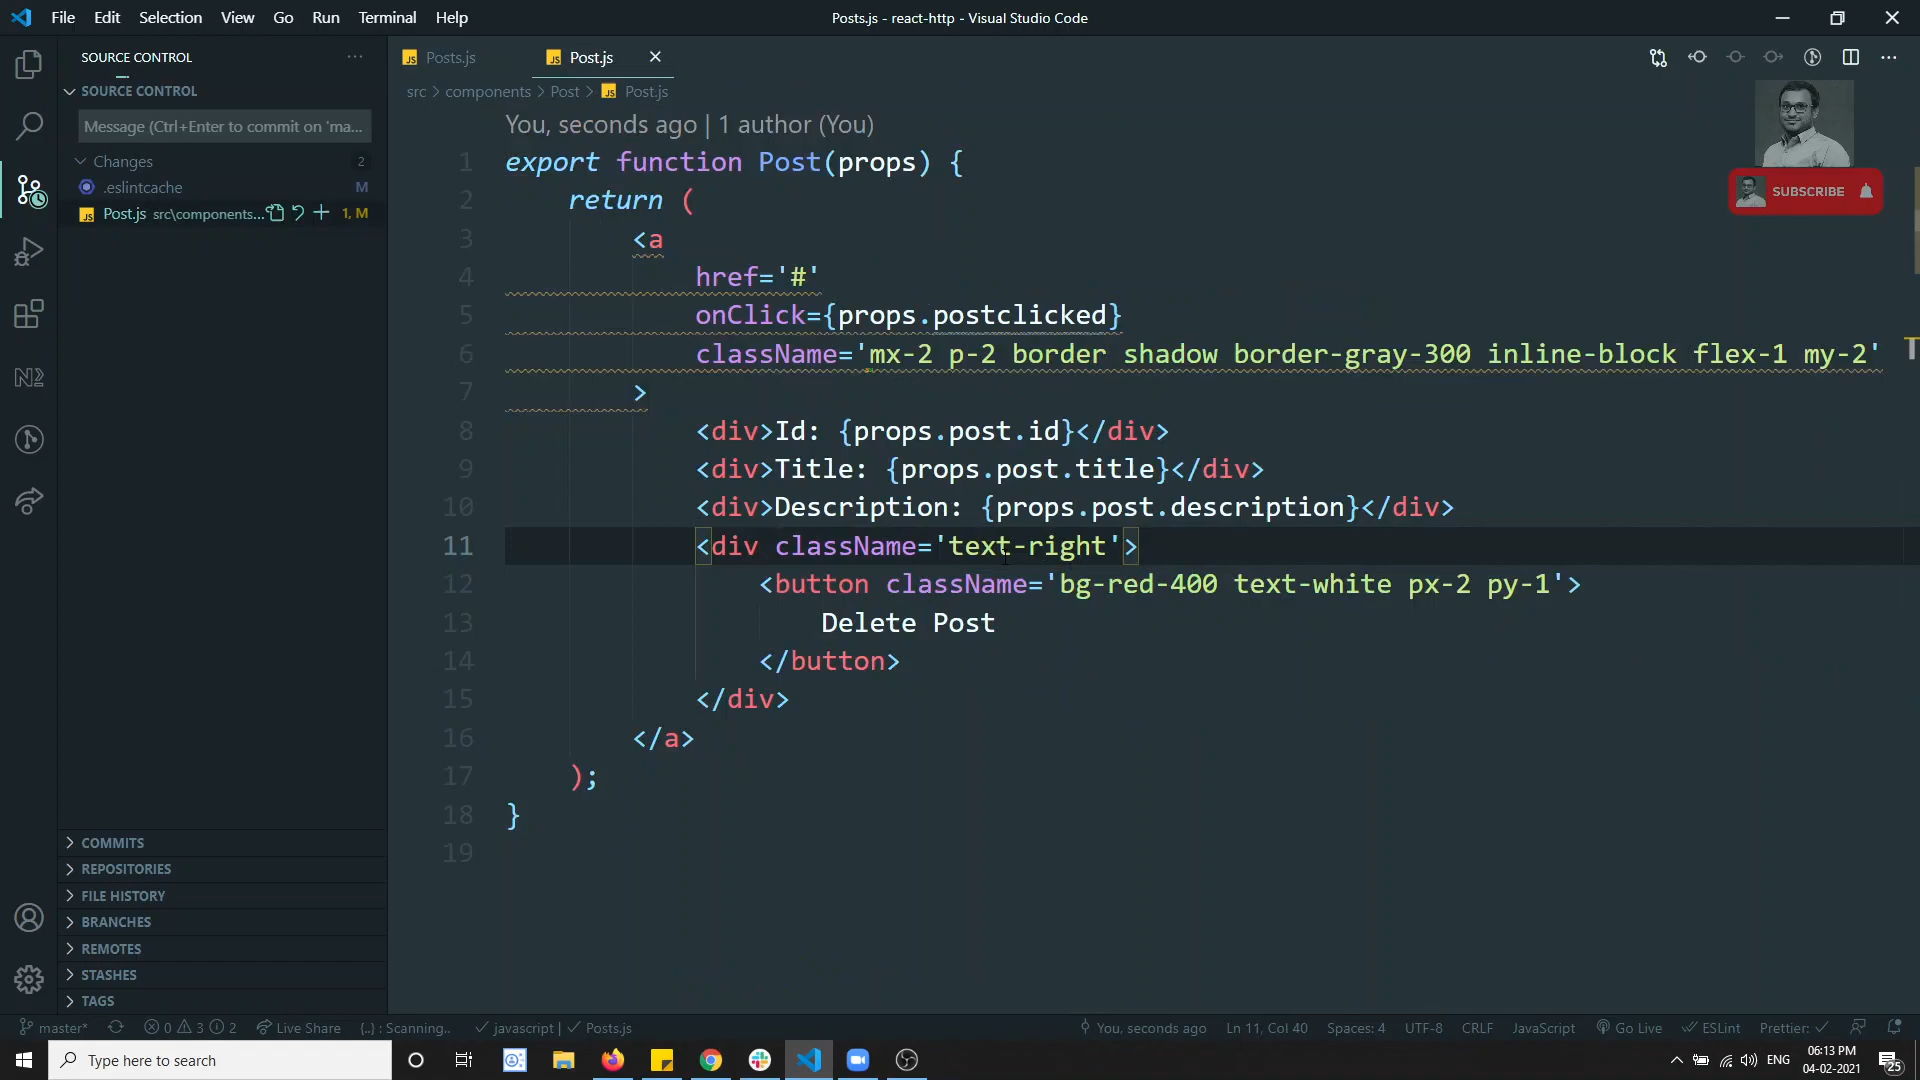 File Edit Selection View Go Run Terminal Help
Posts.js - react-http - Visual Studio Code
SOURCE CONTROL
SOURCE CONTROL
Message (Ctrl+Enter to commit on 'ma...
Changes 2
.eslintcache M
JS Post.js src\components... 1, M
COMMITS
REPOSITORIES
FILE HISTORY
BRANCHES
REMOTES
STASHES
TAGS
JS Posts.js
JS Post.js
src > components > Post > JS Post.js
SUBSCRIBE
You, seconds ago | 1 author (You)
1 export function Post(props) {
2 return (
3 <a
4 href='#'
5 onClick={props.postclicked}
6 className='mx-2 p-2 border shadow border-gray-300 inline-block flex-1 my-2'
7 >
8 <div>Id: {props.post.id}</div>
9 <div>Title: {props.post.title}</div>
10 <div>Description: {props.post.description}</div>
11 <div className='text-right'>
12 <button className='bg-red-400 text-white px-2 py-1'>
13 Delete Post
14 </button>
15 </div>
16 </a>
17 );
18 }
19
master* 0 3 2 Live Share {..} : Scanning.. javascript | Posts.js You, seconds ago Ln 11, Col 40 Spaces: 4 UTF-8 CRLF JavaScript Go Live ESLint Prettier:
Type here to search
ENG
06:13 PM
04-02-2021
25